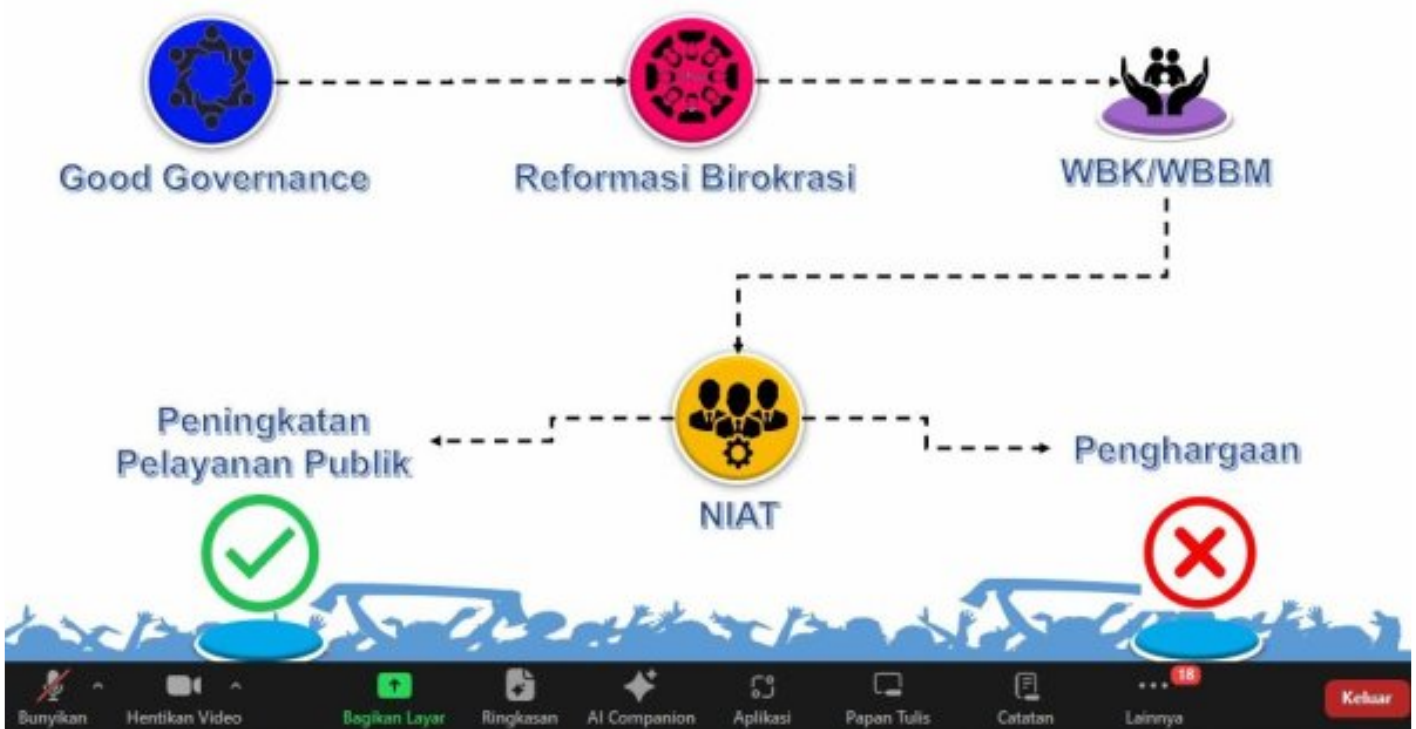 Good Governance
Reformasi Birokrasi
WBK/WBBM
Peningkatan
Pelayanan Publik
NIAT
Penghargaan
18
Bunyikan
Hentikan Video
Bagikan Layar
Ringkasan
AI Companion
Aplikasi
Papan Tulis
Catatan
Lainnya
Keluar